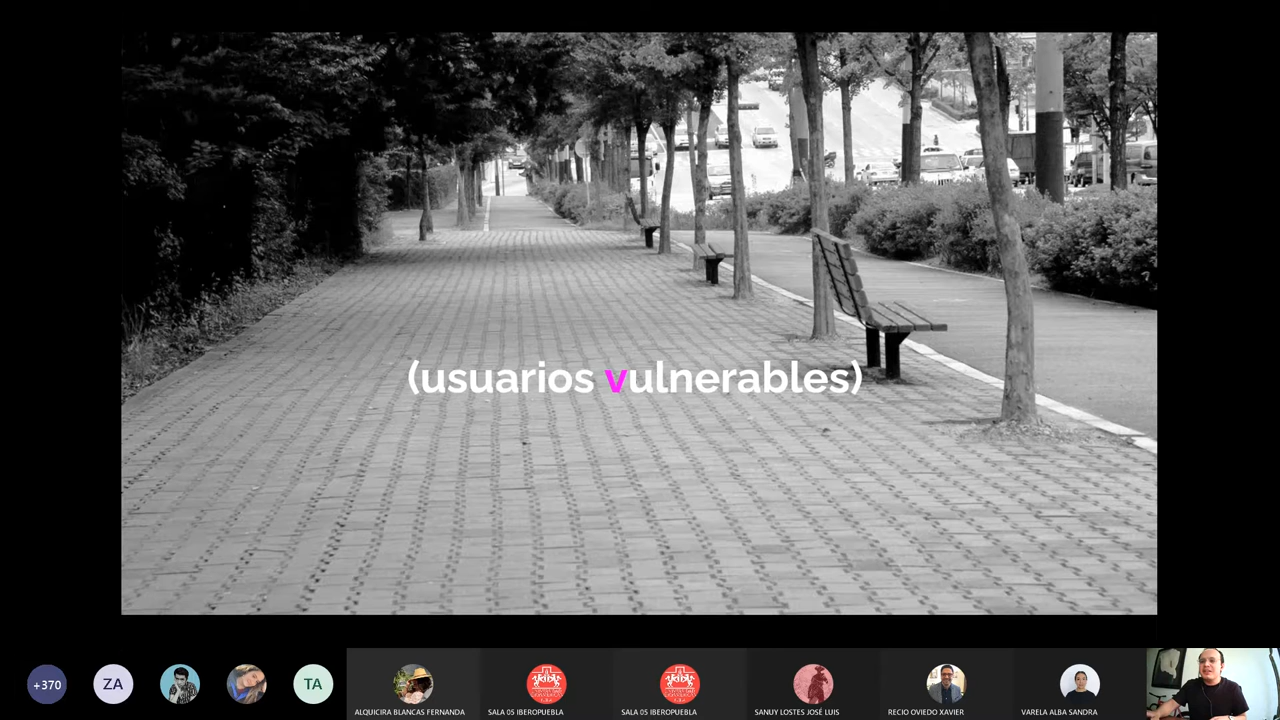 (usuarios vulnerables)
+370
ZA
TA
ALQUICIRA BLANCAS FERNANDA
SALA 05 IBEROPUEBLA
SALA 05 IBEROPUEBLA
SANUY LOSTES JOSÉ LUIS
RECIO OVIEDO XAVIER
VARELA ALBA SANDRA